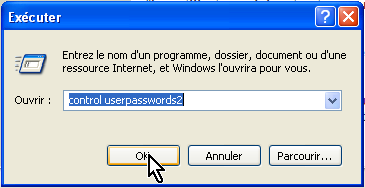 Exécuter
Entrez le nom d'un programme, dossier, document ou d'une
ressource Internet, et Windows l'ouvrira pour vous.
Ouvrir : control userpasswords2
OK Annuler Parcourir...